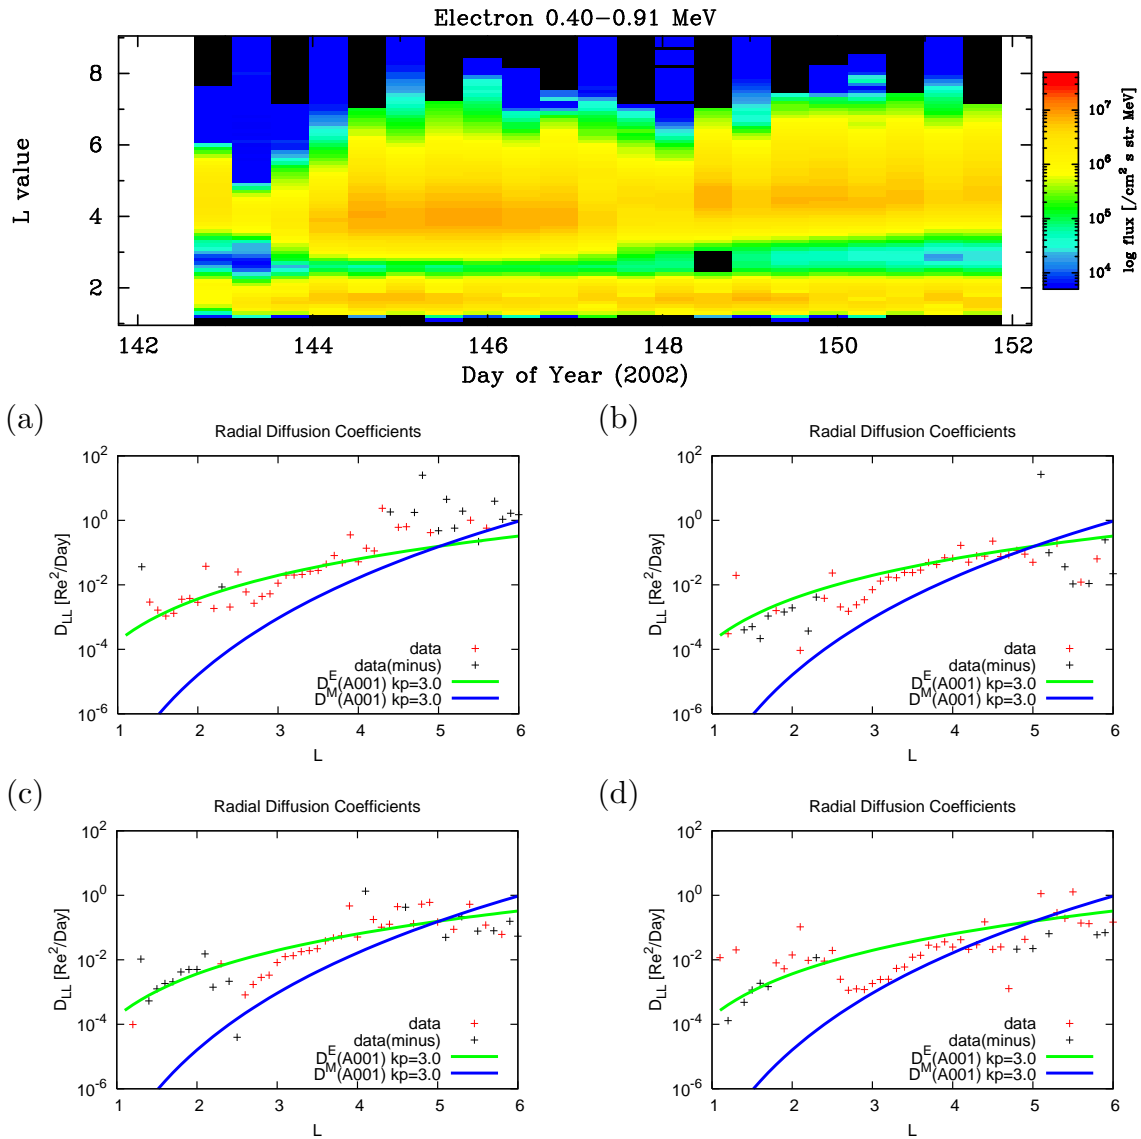 Electron 0.40−0.91 MeV
8
6
4
2
L value
142 144 146 148 150 152
Day of Year (2002)
10^7
10^6
10^5
10^4
log flux [/cm^2 s str MeV]
(a)
Radial Diffusion Coefficients
10^2
10^0
10^-2
10^-4
10^-6
D_LL [Re^2/Day]
data
data(minus)
D^E(A001) kp=3.0
D^M(A001) kp=3.0
1 2 3 4 5 6
L
(b)
Radial Diffusion Coefficients
10^2
10^0
10^-2
10^-4
10^-6
D_LL [Re^2/Day]
data
data(minus)
D^E(A001) kp=3.0
D^M(A001) kp=3.0
1 2 3 4 5 6
L
(c)
Radial Diffusion Coefficients
10^2
10^0
10^-2
10^-4
10^-6
D_LL [Re^2/Day]
data
data(minus)
D^E(A001) kp=3.0
D^M(A001) kp=3.0
1 2 3 4 5 6
L
(d)
Radial Diffusion Coefficients
10^2
10^0
10^-2
10^-4
10^-6
D_LL [Re^2/Day]
data
data(minus)
D^E(A001) kp=3.0
D^M(A001) kp=3.0
1 2 3 4 5 6
L